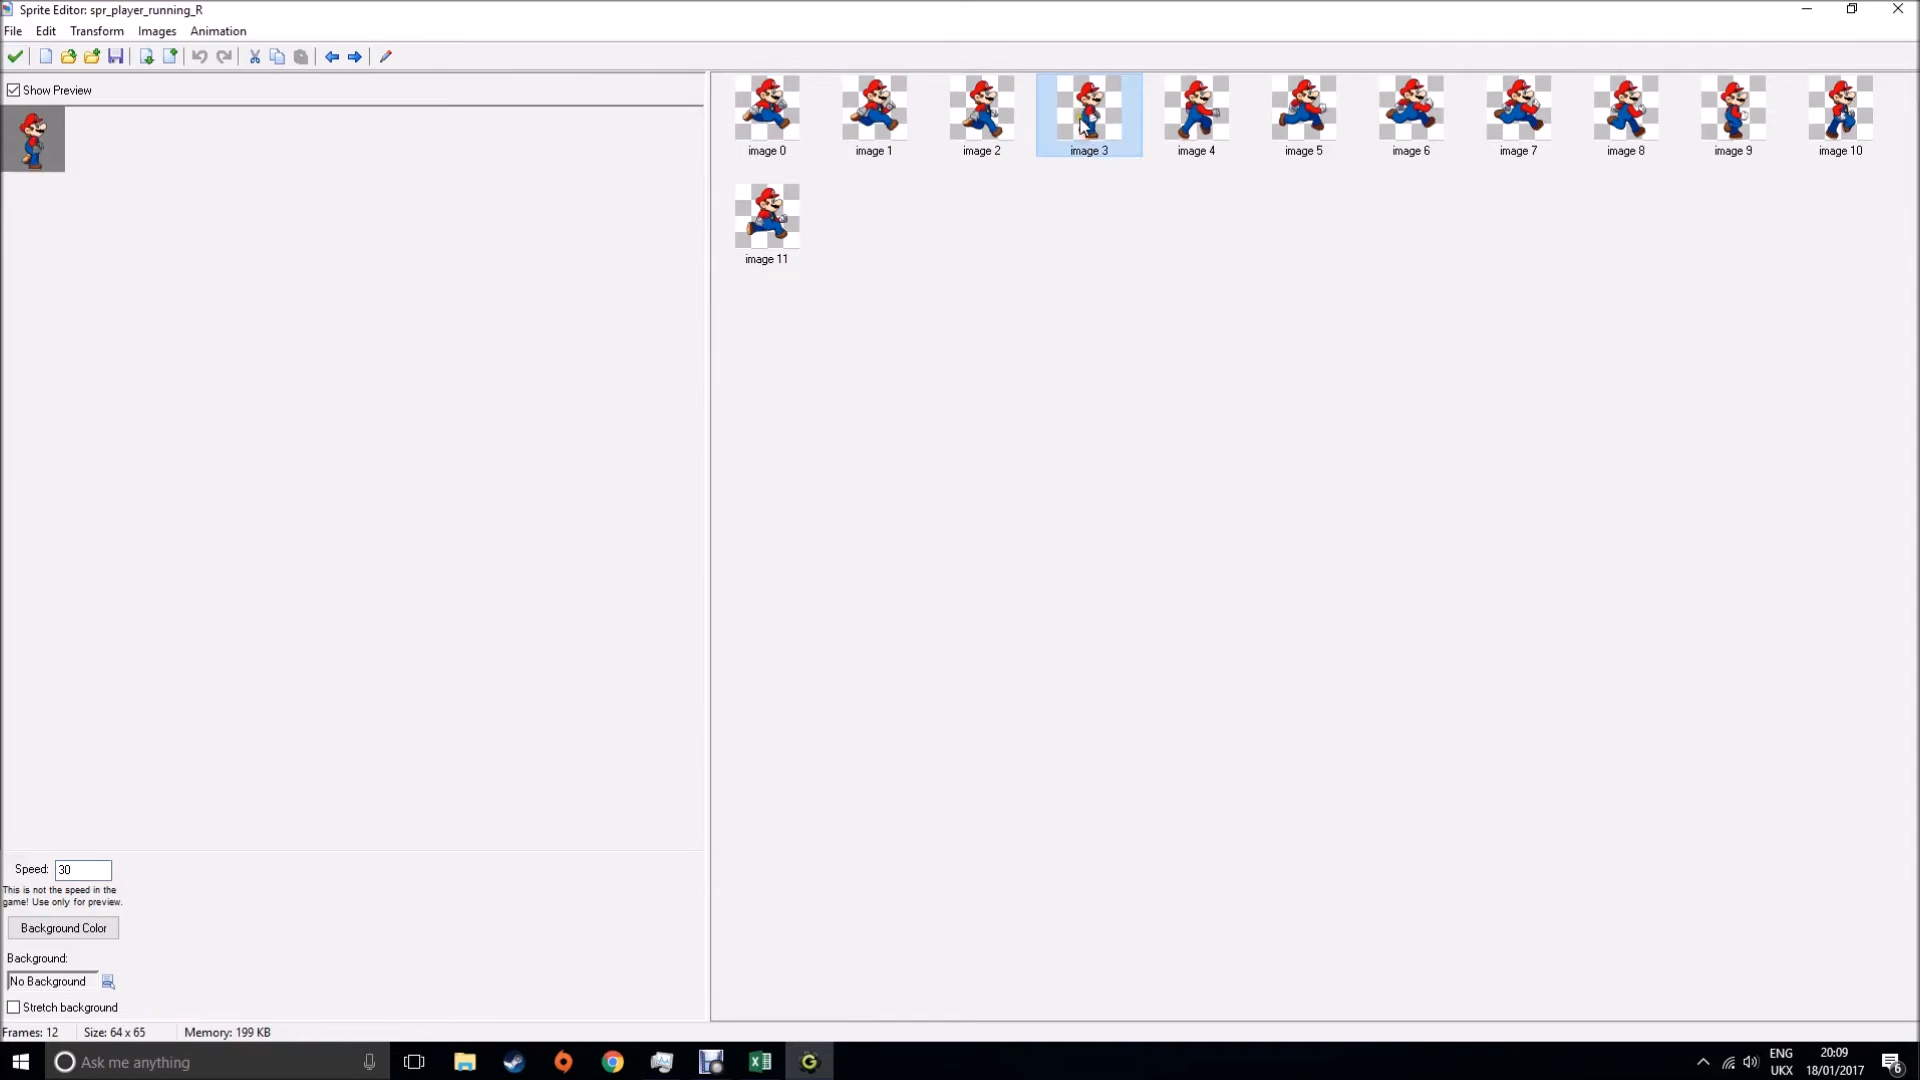 Sprite Editor: spr_player_running_R
File Edit Transform Images Animation
Show Preview
image 0 image 1 image 2 image 3 image 4 image 5 image 6 image 7 image 8 image 9 image 10
image 11
Speed: 30
This is not the speed in the
game! Use only for preview.
Background Color
Background:
No Background
Stretch background
Frames: 12 Size: 64 x 65 Memory: 199 KB
Ask me anything
ENG
UKX
20:09
18/01/2017
6